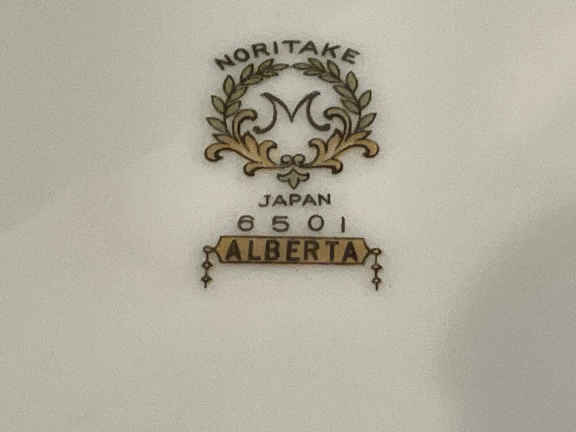 NORITAKE
M
JAPAN
6501
ALBERTA